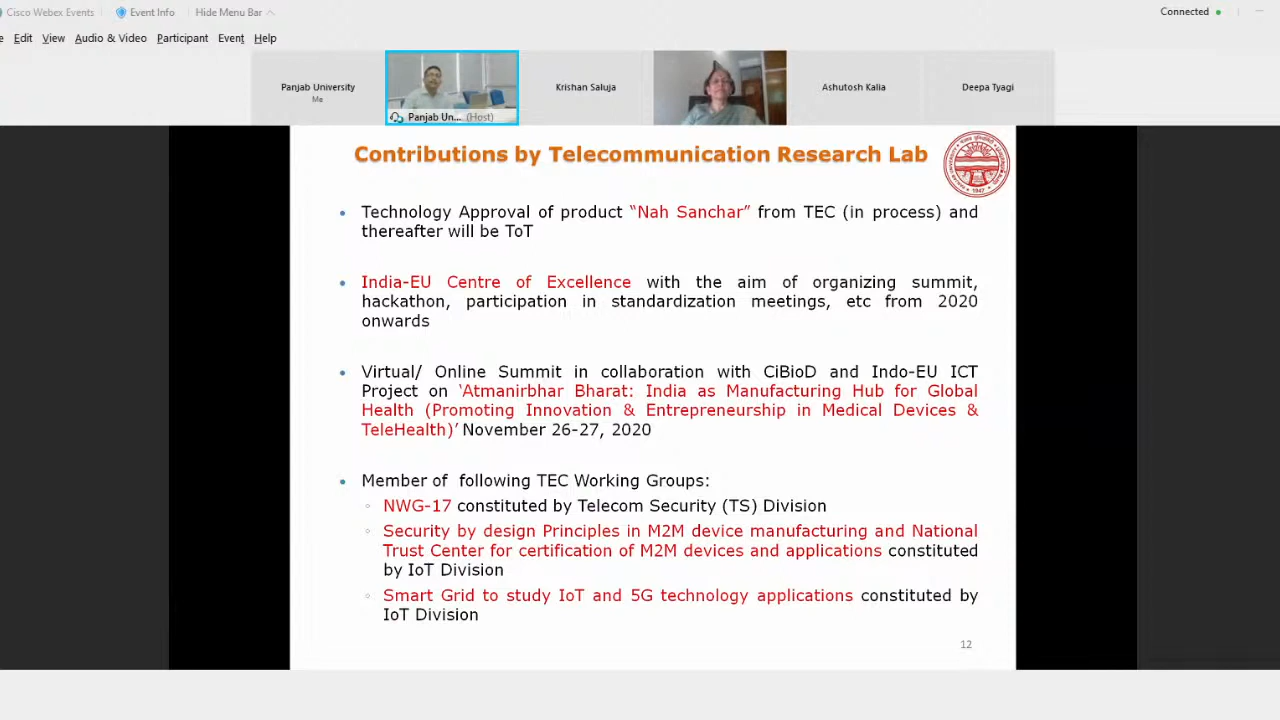 Cisco Webex Events
Event Info
Hide Menu Bar
Connected
e Edit View Audio & Video Participant Event Help
Panjab University
Me
Panjab Un... (Host)
Krishan Saluja
Ashutosh Kalia
Deepa Tyagi
Contributions by Telecommunication Research Lab
1947
• Technology Approval of product “Nah Sanchar” from TEC (in process) and
thereafter will be ToT
• India-EU Centre of Excellence with the aim of organizing summit,
hackathon, participation in standardization meetings, etc from 2020
onwards
• Virtual/ Online Summit in collaboration with CiBioD and Indo-EU ICT
Project on ‘Atmanirbhar Bharat: India as Manufacturing Hub for Global
Health (Promoting Innovation & Entrepreneurship in Medical Devices &
TeleHealth)’ November 26-27, 2020
• Member of following TEC Working Groups:
◦ NWG-17 constituted by Telecom Security (TS) Division
◦ Security by design Principles in M2M device manufacturing and National
Trust Center for certification of M2M devices and applications constituted
by IoT Division
◦ Smart Grid to study IoT and 5G technology applications constituted by
IoT Division
12